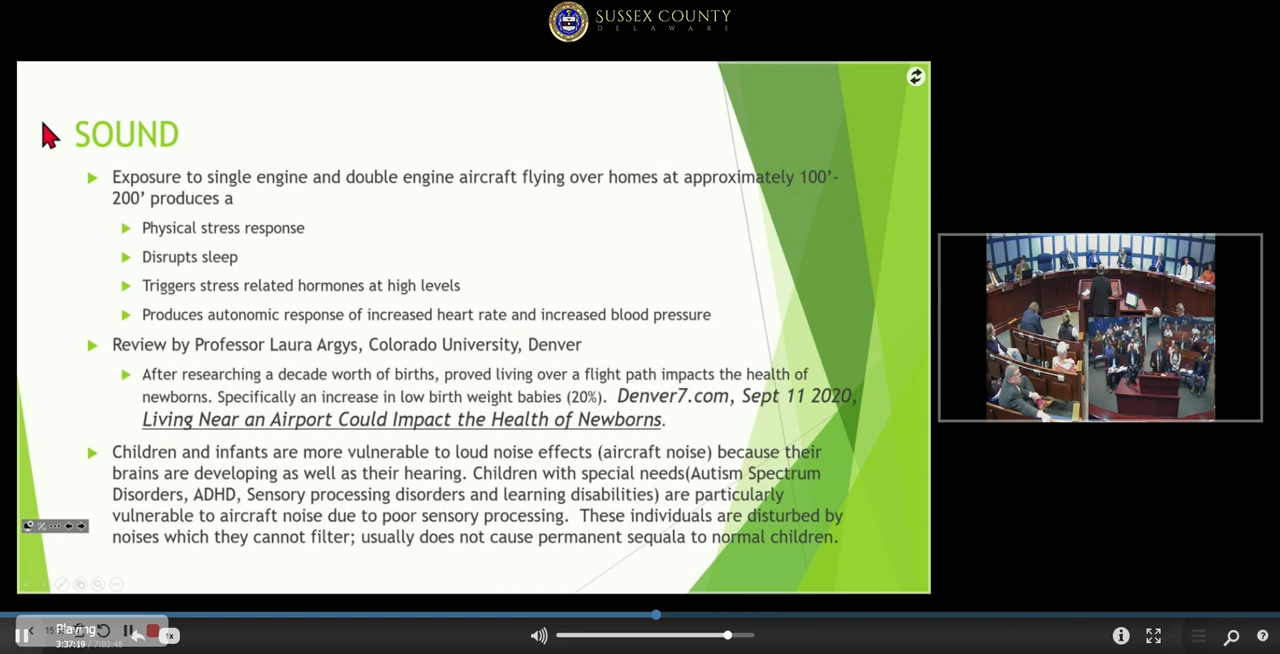 SUSSEX COUNTY
DELAWARE
SOUND
Exposure to single engine and double engine aircraft flying over homes at approximately 100’-
200’ produces a
Physical stress response
Disrupts sleep
Triggers stress related hormones at high levels
Produces autonomic response of increased heart rate and increased blood pressure
Review by Professor Laura Argys, Colorado University, Denver
After researching a decade worth of births, proved living over a flight path impacts the health of
newborns. Specifically an increase in low birth weight babies (20%). Denver7.com, Sept 11 2020,
Living Near an Airport Could Impact the Health of Newborns.
Children and infants are more vulnerable to loud noise effects (aircraft noise) because their
brains are developing as well as their hearing. Children with special needs(Autism Spectrum
Disorders, ADHD, Sensory processing disorders and learning disabilities) are particularly
vulnerable to aircraft noise due to poor sensory processing. These individuals are disturbed by
noises which they cannot filter; usually does not cause permanent sequala to normal children.
Playing
1x
3:37:19 / 7:03:48